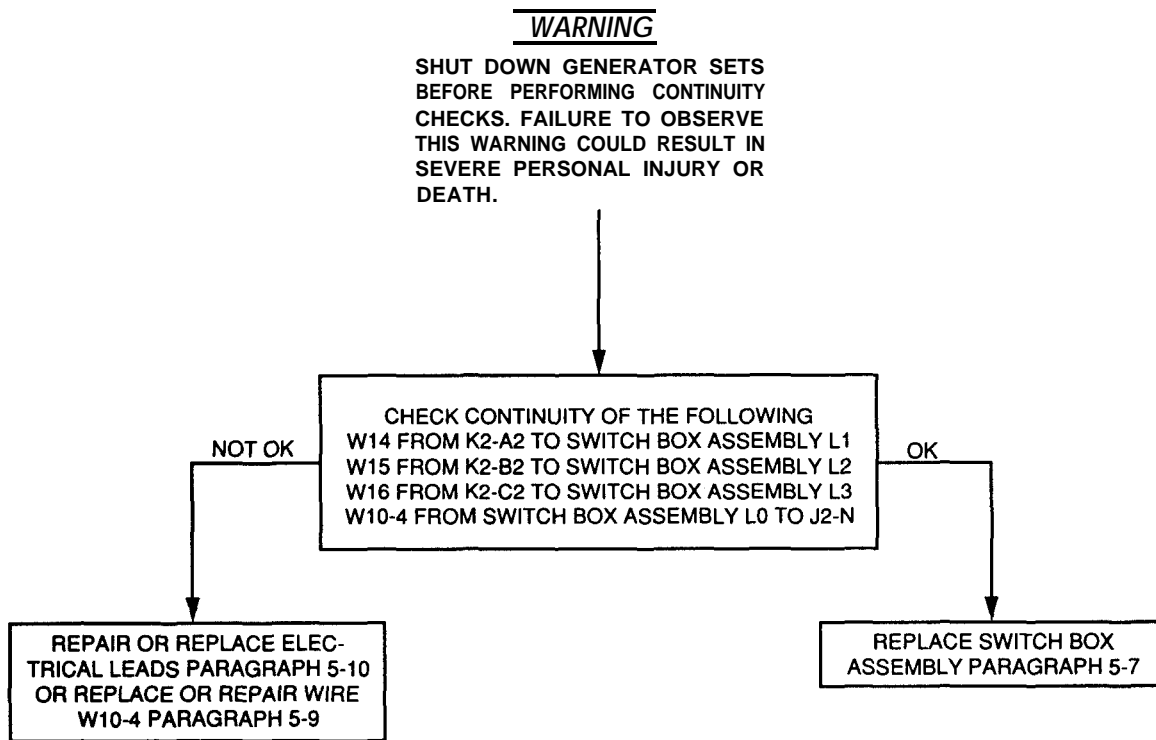 WARNING
SHUT DOWN GENERATOR SETS
BEFORE PERFORMING CONTINUITY
CHECKS. FAILURE TO OBSERVE
THIS WARNING COULD RESULT IN
SEVERE PERSONAL INJURY OR
DEATH.
CHECK CONTINUITY OF THE FOLLOWING
W14 FROM K2-A2 TO SWITCH BOX ASSEMBLY L1
W15 FROM K2-B2 TO SWITCH BOX ASSEMBLY L2
W16 FROM K2-C2 TO SWITCH BOX ASSEMBLY L3
W10-4 FROM SWITCH BOX ASSEMBLY L0 TO J2-N
NOT OK
OK
REPAIR OR REPLACE ELEC-
TRICAL LEADS PARAGRAPH 5-10
OR REPLACE OR REPAIR WIRE
W10-4 PARAGRAPH 5-9
REPLACE SWITCH BOX
ASSEMBLY PARAGRAPH 5-7